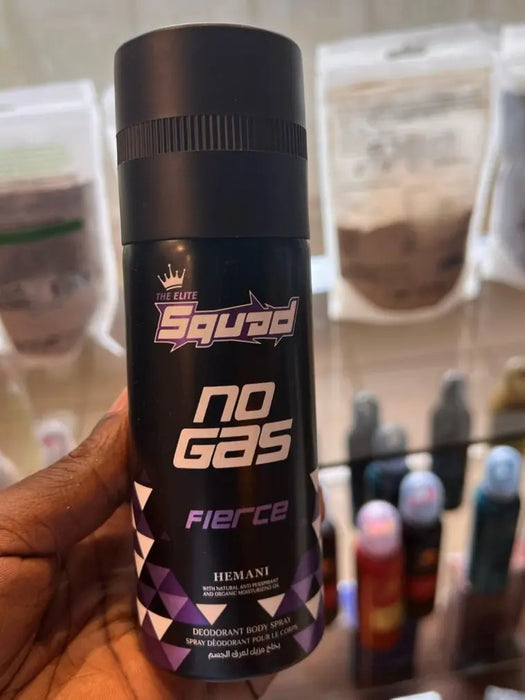 THE ELITE
Squad
no
Gas
FIerce
HEMANI
WITH NATURAL ANTI PERSPIRANT
AND ORGANIC MOISTURIZING OIL
DEODORANT BODY SPRAY
SPRAY DÉODORANT POUR LE CORPS
بخاخ مزيل لعرق الجسم